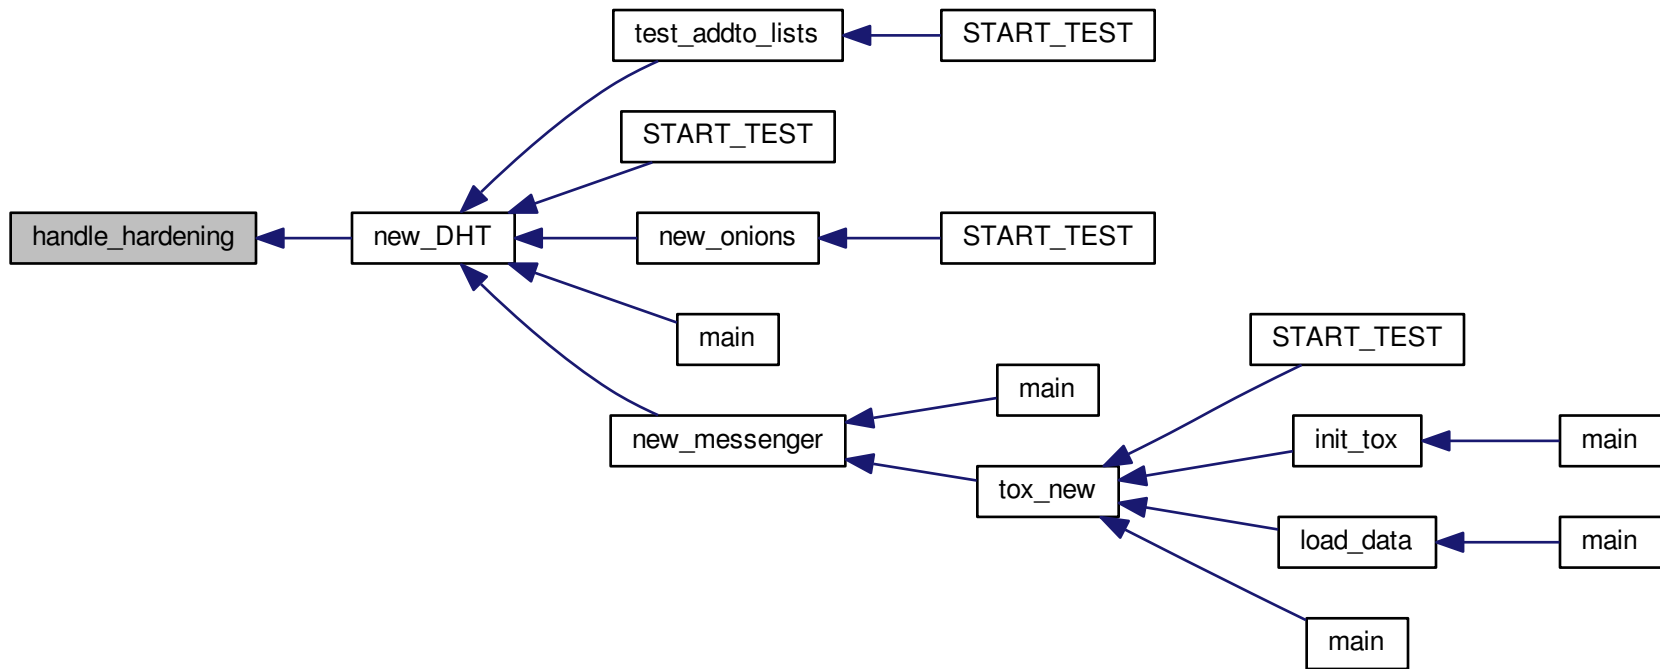 test_addto_lists
START_TEST
START_TEST
handle_hardening
new_DHT
new_onions
START_TEST
main
START_TEST
main
new_messenger
init_tox
main
tox_new
load_data
main
main